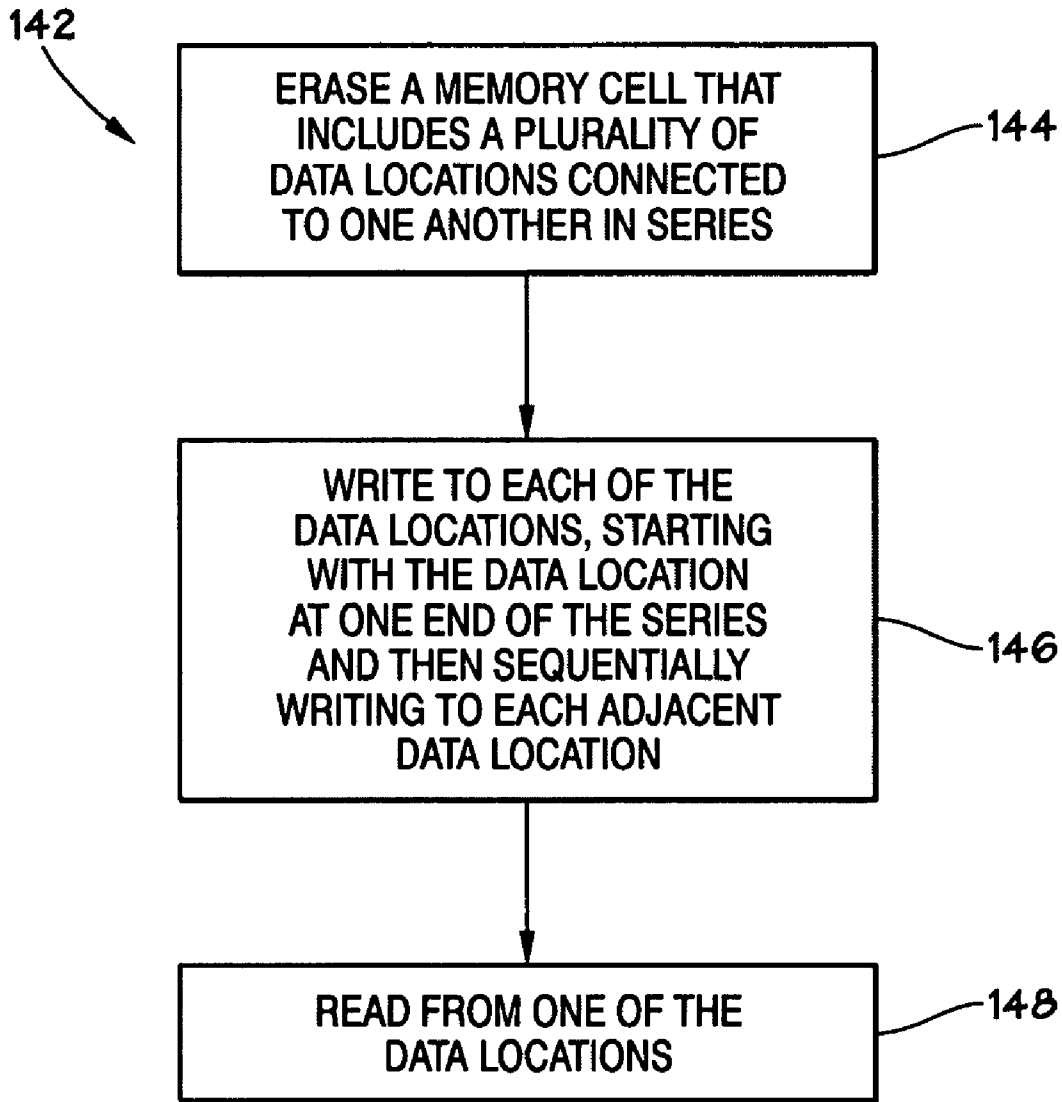 142
ERASE A MEMORY CELL THAT
INCLUDES A PLURALITY OF
DATA LOCATIONS CONNECTED
TO ONE ANOTHER IN SERIES
144
WRITE TO EACH OF THE
DATA LOCATIONS, STARTING
WITH THE DATA LOCATION
AT ONE END OF THE SERIES
AND THEN SEQUENTIALLY
WRITING TO EACH ADJACENT
DATA LOCATION
146
READ FROM ONE OF THE
DATA LOCATIONS
148